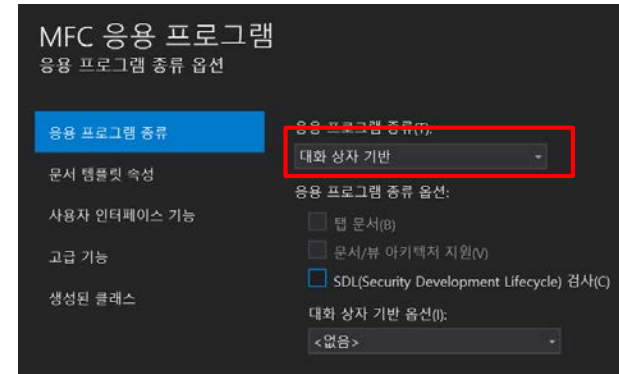 MFC 응용 프로그램
응용 프로그램 종류 옵션
응용 프로그램 종류
문서 템플릿 속성
사용자 인터페이스 기능
고급 기능
생성된 클래스
응용 프로그램 종류(T):
대화 상자 기반
응용 프로그램 종류 옵션:
탭 문서(B)
문서/뷰 아키텍처 지원(V)
SDL(Security Development Lifecycle) 검사(C)
대화 상자 기반 옵션(I):
<없음>